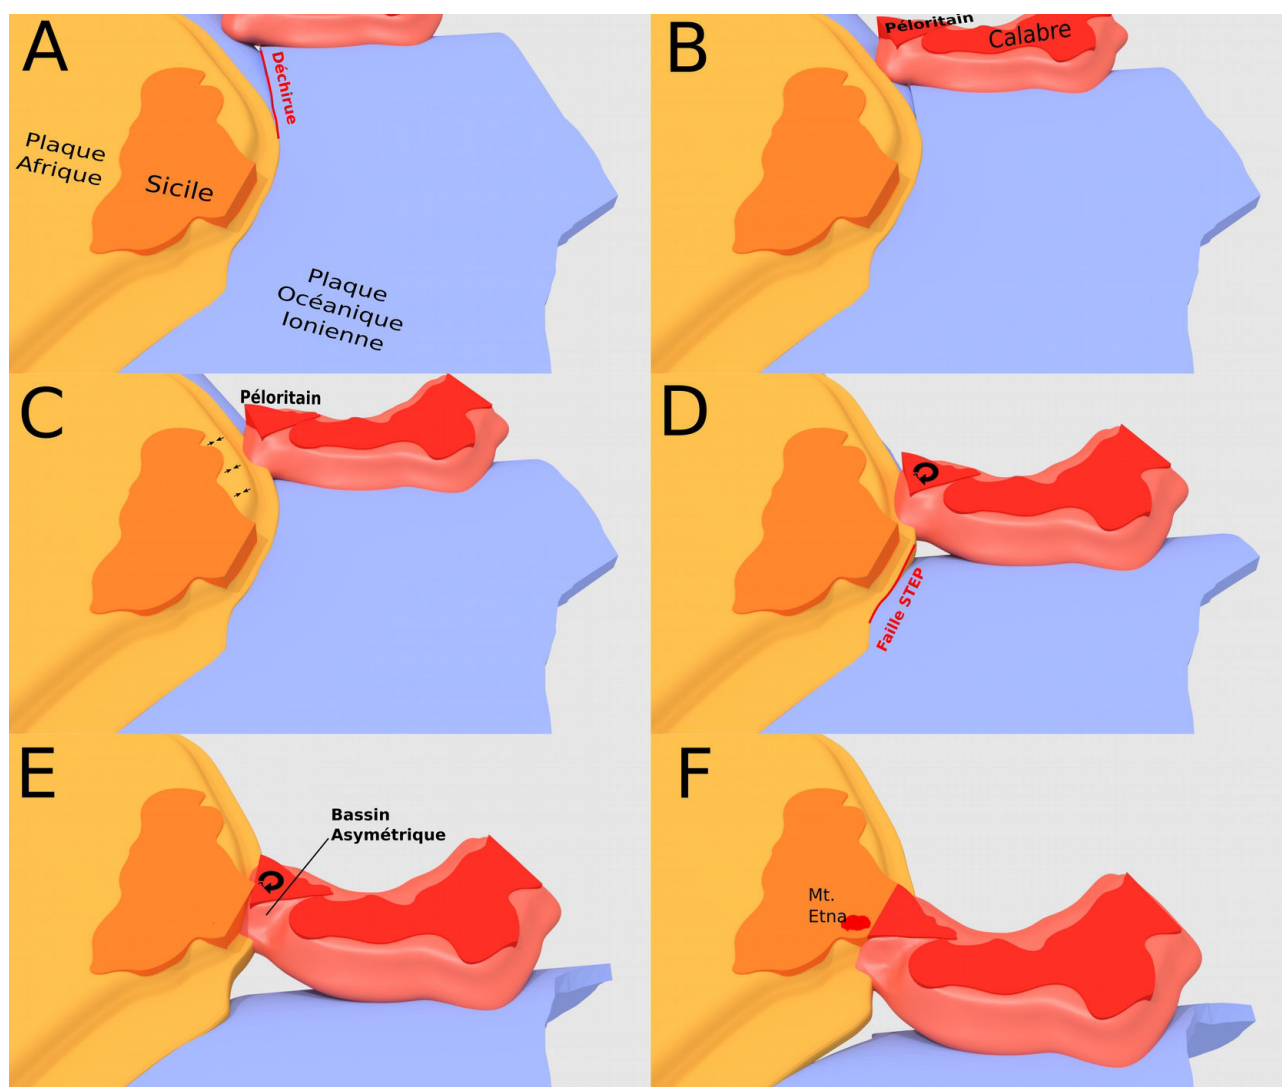 A
Déchirue
Plaque
Afrique
Sicile
Plaque
Océanique
Ionienne
B
Péloritain
Calabre
C
Péloritain
D
Faille STEP
E
Bassin
Asymétrique
F
Mt.
Etna